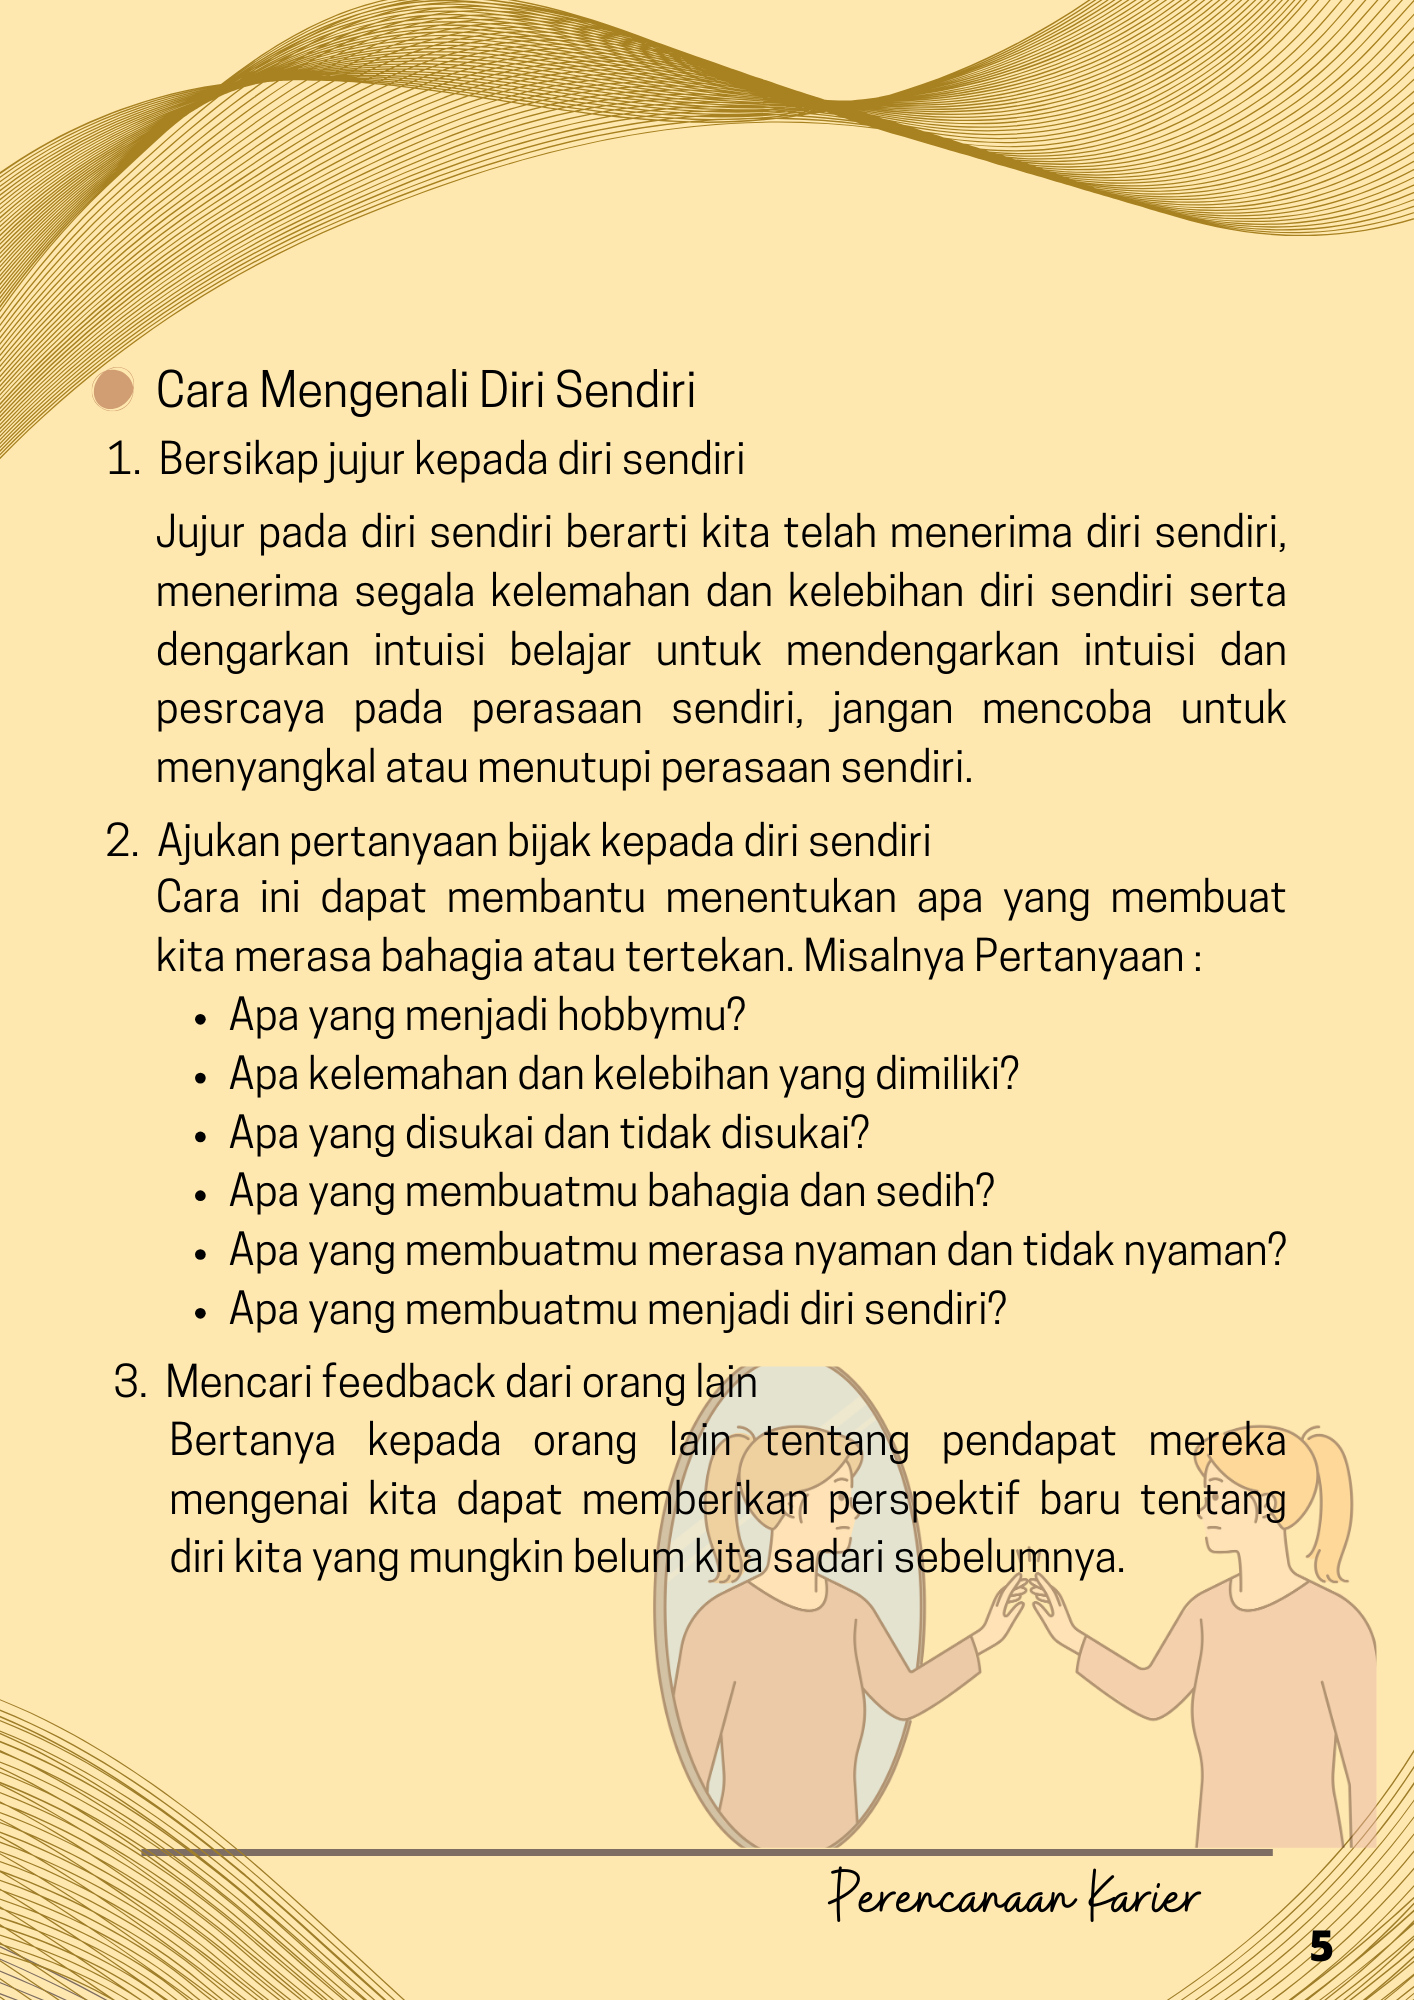 Cara Mengenali Diri Sendiri
1. Bersikap jujur kepada diri sendiri
Jujur pada diri sendiri berarti kita telah menerima diri sendiri,
menerima segala kelemahan dan kelebihan diri sendiri serta
dengarkan intuisi belajar untuk mendengarkan intuisi dan
pesrcaya pada perasaan sendiri, jangan mencoba untuk
menyangkal atau menutupi perasaan sendiri.
2. Ajukan pertanyaan bijak kepada diri sendiri
Cara ini dapat membantu menentukan apa yang membuat
kita merasa bahagia atau tertekan. Misalnya Pertanyaan :
• Apa yang menjadi hobbymu?
• Apa kelemahan dan kelebihan yang dimiliki?
• Apa yang disukai dan tidak disukai?
• Apa yang membuatmu bahagia dan sedih?
• Apa yang membuatmu merasa nyaman dan tidak nyaman?
• Apa yang membuatmu menjadi diri sendiri?
3. Mencari feedback dari orang lain
Bertanya kepada orang lain tentang pendapat mereka
mengenai kita dapat memberikan perspektif baru tentang
diri kita yang mungkin belum kita sadari sebelumnya.
Perencanaan Karier
5